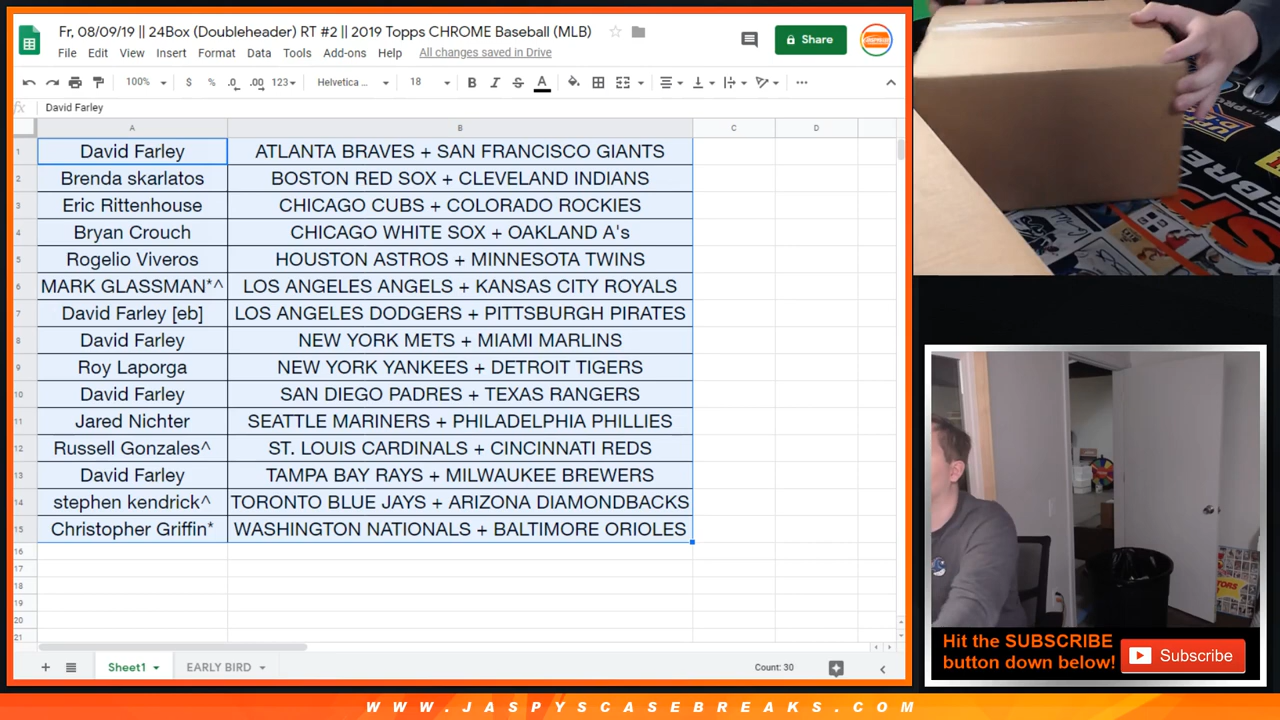 Fr, 08/09/19 || 24Box (Doubleheader) RT #2 || 2019 Topps CHROME Baseball (MLB)
File Edit View Format Data Tools Add-ons Help All changes saved in Drive
Share
100% $ % .0 .00 123 Helvetica ... 18 B I S A
fx David Farley
A B C D
1 David Farley ATLANTA BRAVES + SAN FRANCISCO GIANTS
2 Brenda skarlatos BOSTON RED SOX + CLEVELAND INDIANS
3 Eric Rittenhouse CHICAGO CUBS + COLORADO ROCKIES
4 Bryan Crouch CHICAGO WHITE SOX + OAKLAND A's
5 Rogelio Viveros HOUSTON ASTROS + MINNESOTA TWINS
6 MARK GLASSMAN*^ LOS ANGELES ANGELS + KANSAS CITY ROYALS
7 David Farley [eb] LOS ANGELES DODGERS + PITTSBURGH PIRATES
8 David Farley NEW YORK METS + MIAMI MARLINS
9 Roy Laporga NEW YORK YANKEES + DETROIT TIGERS
10 David Farley SAN DIEGO PADRES + TEXAS RANGERS
11 Jared Nichter SEATTLE MARINERS + PHILADELPHIA PHILLIES
12 Russell Gonzales^ ST. LOUIS CARDINALS + CINCINNATI REDS
13 David Farley TAMPA BAY RAYS + MILWAUKEE BREWERS
14 stephen kendrick^ TORONTO BLUE JAYS + ARIZONA DIAMONDBACKS
15 Christopher Griffin* WASHINGTON NATIONALS + BALTIMORE ORIOLES
16
17
18
19
20
21
Sheet1 EARLY BIRD Count: 30
Hit the SUBSCRIBE
button down below!
Subscribe
WWW.JASPYSCASEBREAKS.COM